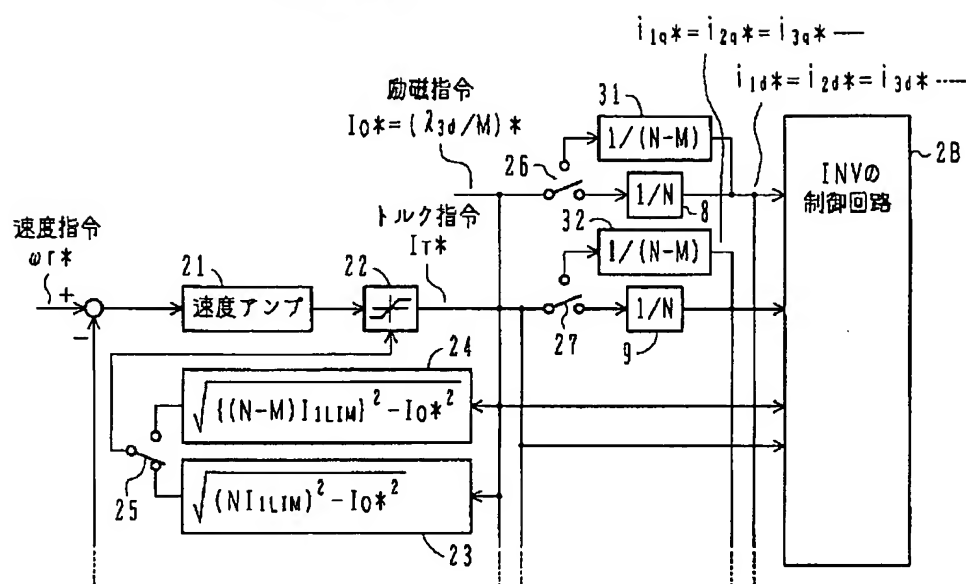 i1q*=i2q*=i3q*----
i1d*=i2d*=i3d*----
励磁指令
I0*=(λ3d/M)*
31
1/(N-M)
2B
26
INVの
制御回路
1/N
8
32
トルク指令
IT*
1/(N-M)
速度指令
ωr*
21
22
+
速度アンプ
1/N
-
27
9
24
√{(N-M)I1LIM}²-I0*²
25
√(NI1LIM)²-I0*²
23